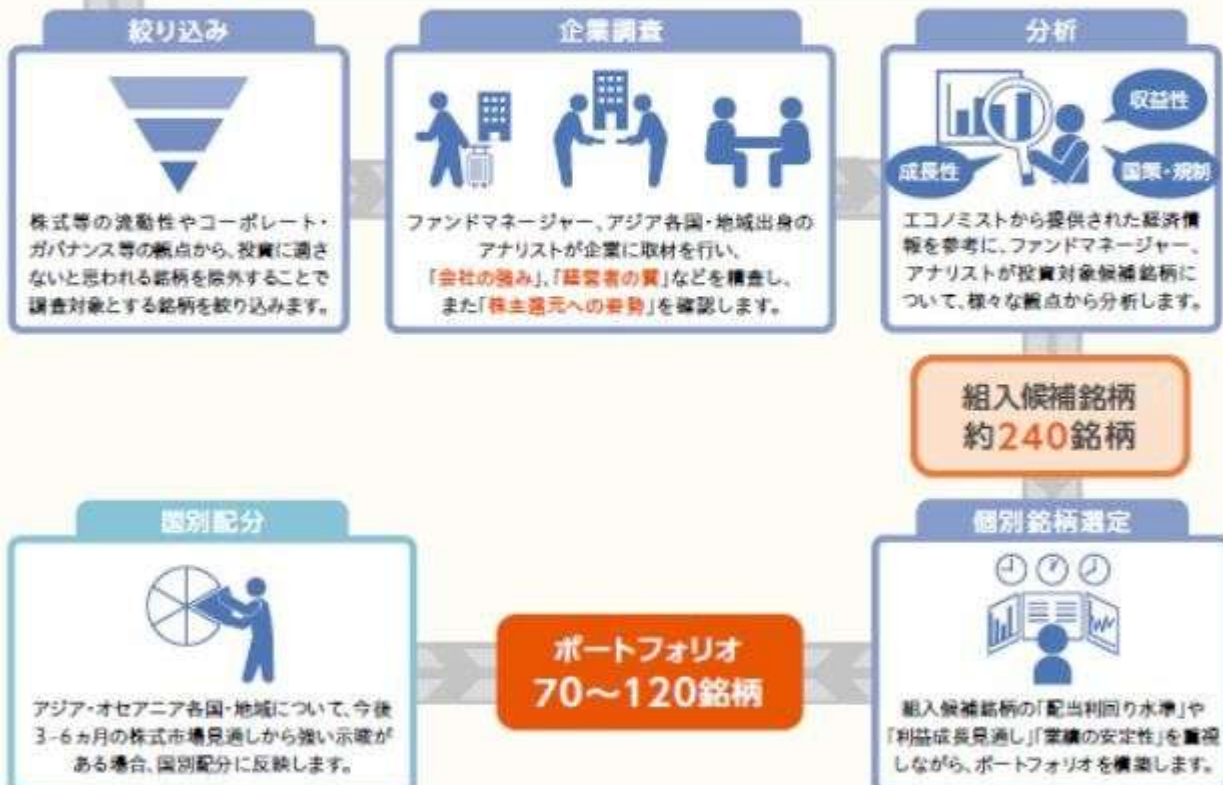 絞り込み
株式等の流動性やコーポレート・
ガバナンス等の観点から、投資に適さ
ないと思われる銘柄を除外することで
調査対象とする銘柄を絞り込みます。
企業調査
ファンドマネージャー、アジア各国・地域出身の
アナリストが企業に取材を行い、
「会社の強み」、「経営者の質」などを精査し、
また「株主還元への姿勢」を確認します。
分析
収益性
成長性
国策・規制
エコノミストから提供された経済情
報を参考に、ファンドマネージャー、
アナリストが投資対象候補銘柄に
ついて、様々な観点から分析します。
組入候補銘柄
約240銘柄
個別銘柄選定
組入候補銘柄の「配当利回り水準」や
「利益成長見通し」「業績の安定性」を重視
しながら、ポートフォリオを構築します。
ポートフォリオ
70〜120銘柄
国別配分
アジア・オセアニア各国・地域について、今後
3-6ヵ月の株式市場見通しから強い示唆が
ある場合、国別配分に反映します。